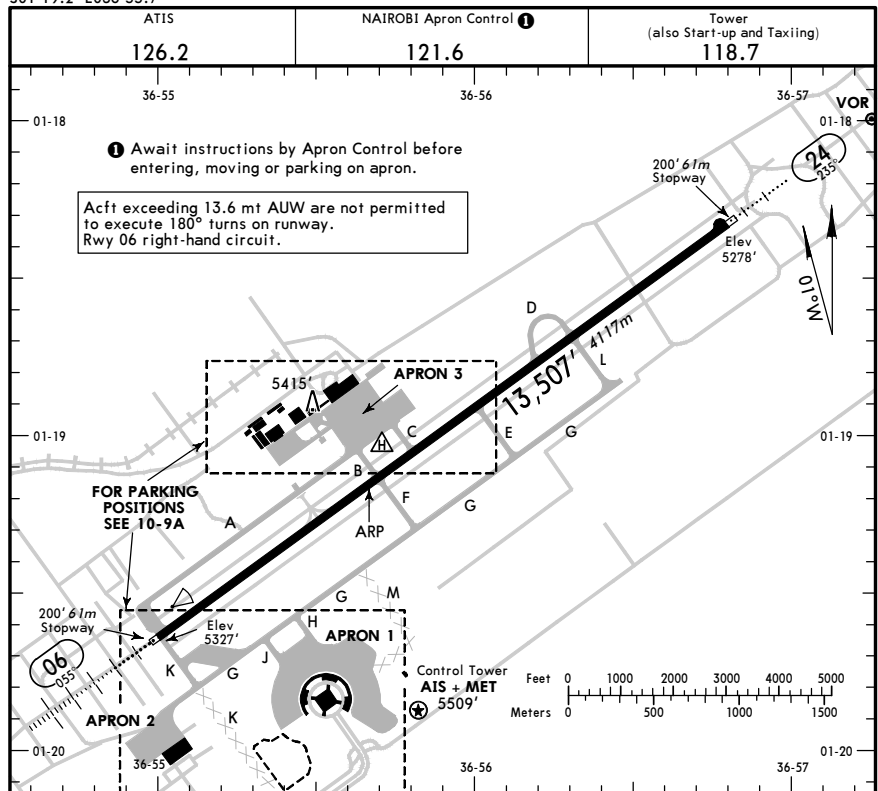 ATIS
126.2
NAIROBI Apron Control 1
121.6
Tower
(also Start-up and Taxiing)
118.7
36-55
36-56
36-57
01-18
01-18
VOR
1 Await instructions by Apron Control before
entering, moving or parking on apron.
Acft exceeding 13.6 mt AUW are not permitted
to execute 180° turns on runway.
Rwy 06 right-hand circuit.
200' 61m
Stopway
24
235°
Elev
5278'
01°W
D
13,507' 4117m
L
5415'
APRON 3
H
C
B
E
G
01-19
01-19
FOR PARKING
POSITIONS
SEE 10-9A
A
F
G
ARP
G
M
200' 61m
Stopway
Elev
5327'
H
APRON 1
06
055°
K
G
J
K
APRON 2
Control Tower
AIS + MET
5509'
Feet 0 1000 2000 3000 4000 5000
Meters 0 500 1000 1500
01-20
01-20
36-55
36-56
36-57